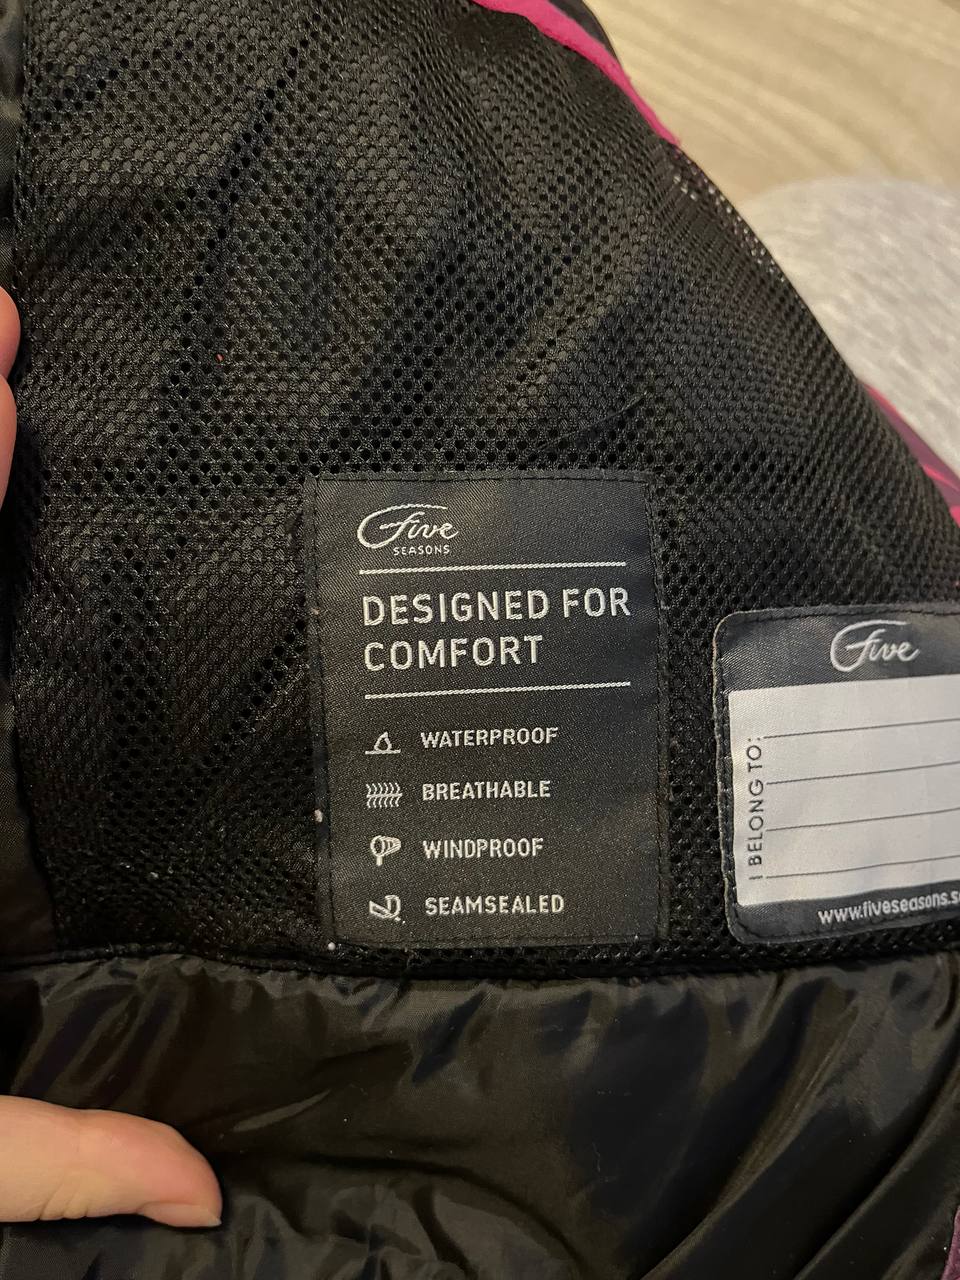 Five
SEASONS
DESIGNED FOR
COMFORT
WATERPROOF
BREATHABLE
WINDPROOF
SEAMSEALED
Five
I BELONG TO: